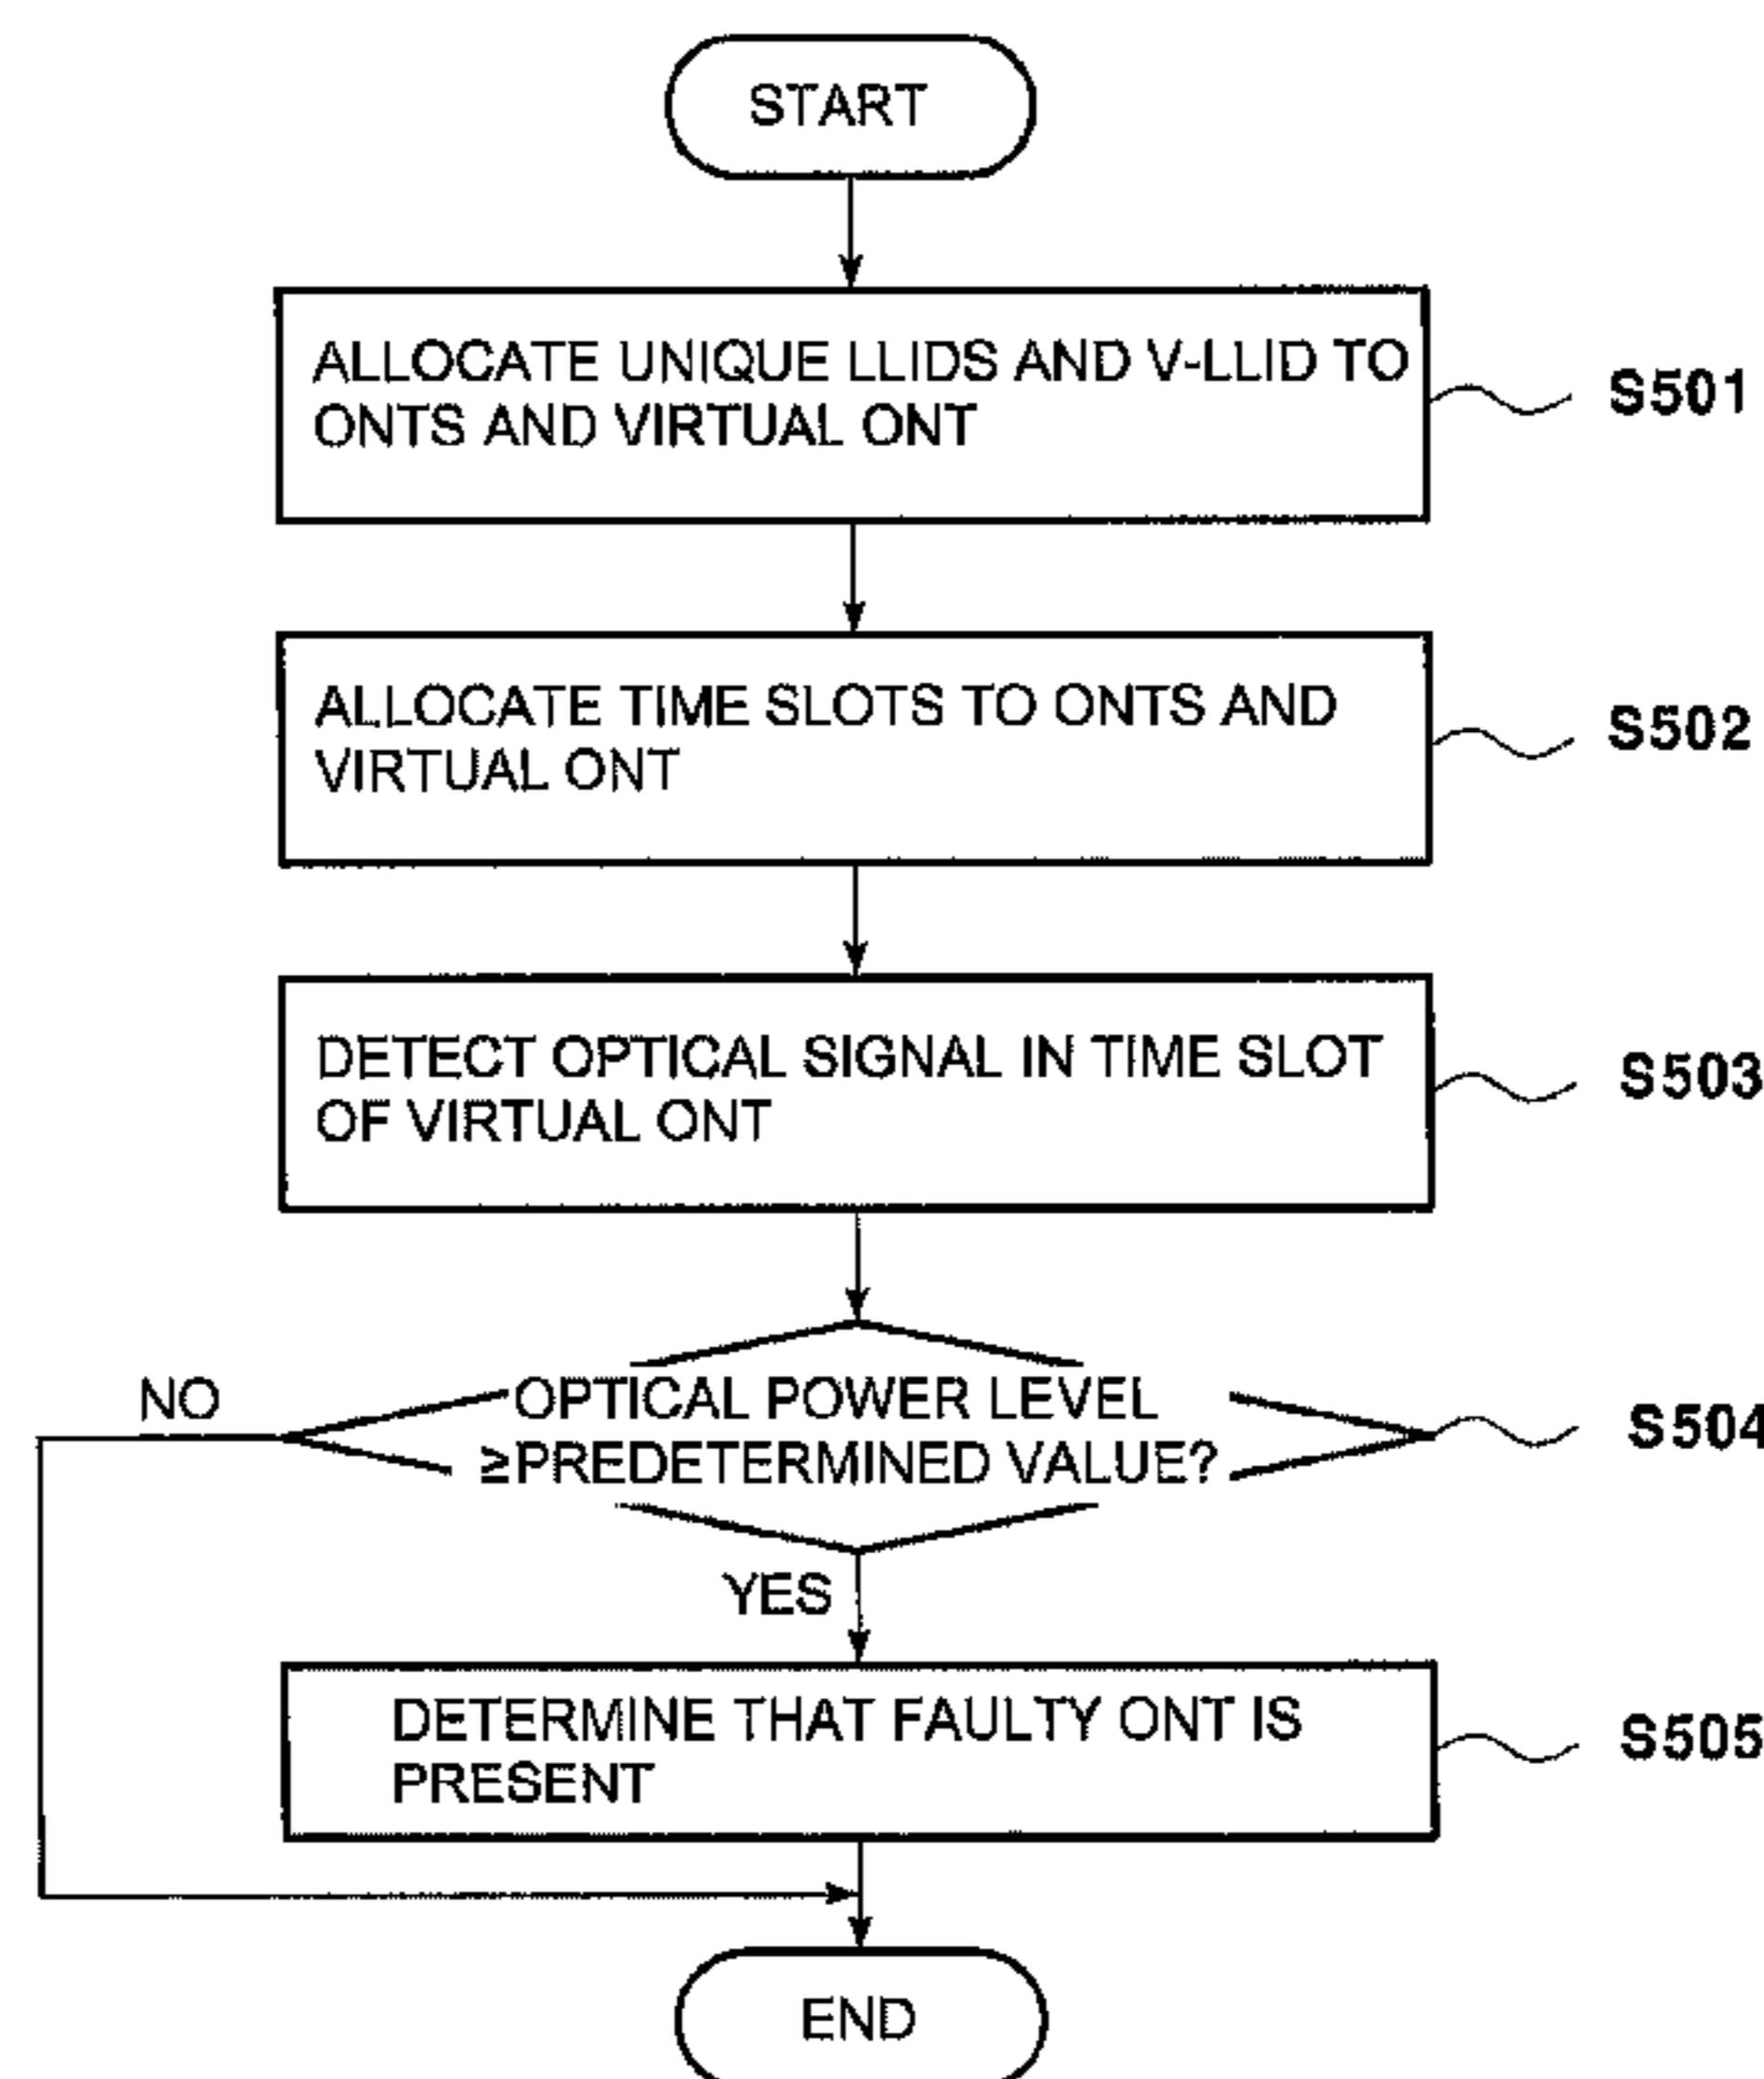 START
ALLOCATE UNIQUE LLIDS AND V-LLID TO
ONTS AND VIRTUAL ONT
S501
ALLOCATE TIME SLOTS TO ONTS AND
VIRTUAL ONT
S502
DETECT OPTICAL SIGNAL IN TIME SLOT
OF VIRTUAL ONT
S503
NO
OPTICAL POWER LEVEL
≥PREDETERMINED VALUE?
S504
YES
DETERMINE THAT FAULTY ONT IS
PRESENT
S505
END